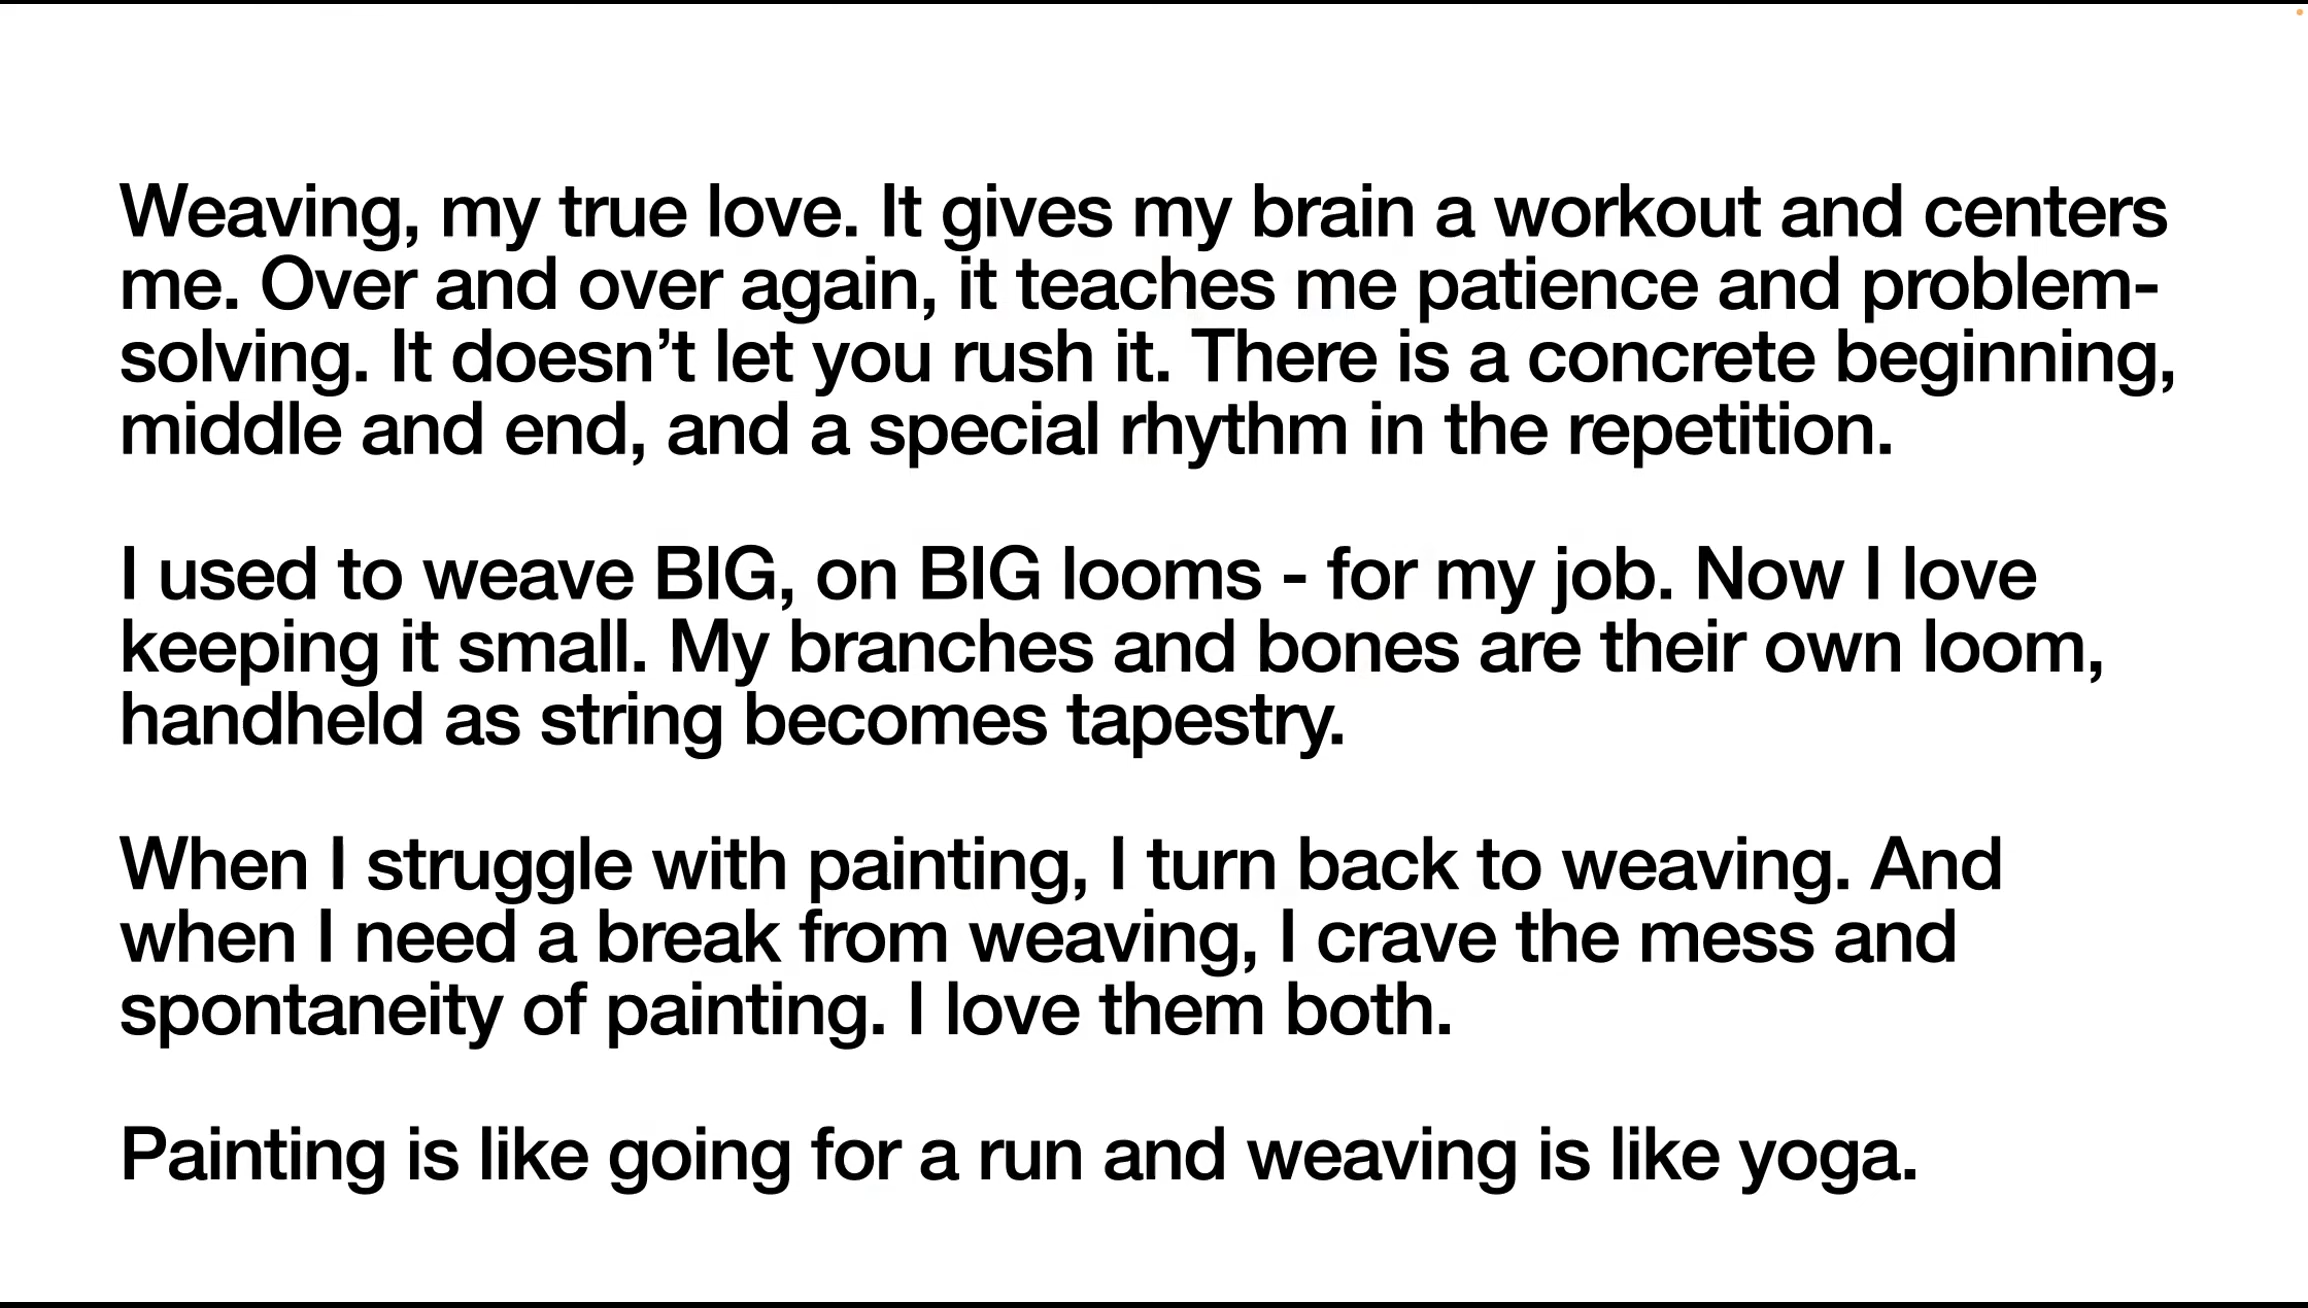 Weaving, my true love. It gives my brain a workout and centers
me. Over and over again, it teaches me patience and problem-
solving. It doesn’t let you rush it. There is a concrete beginning,
middle and end, and a special rhythm in the repetition.
I used to weave BIG, on BIG looms - for my job. Now I love
keeping it small. My branches and bones are their own loom,
handheld as string becomes tapestry.
When I struggle with painting, I turn back to weaving. And
when I need a break from weaving, I crave the mess and
spontaneity of painting. I love them both.
Painting is like going for a run and weaving is like yoga.